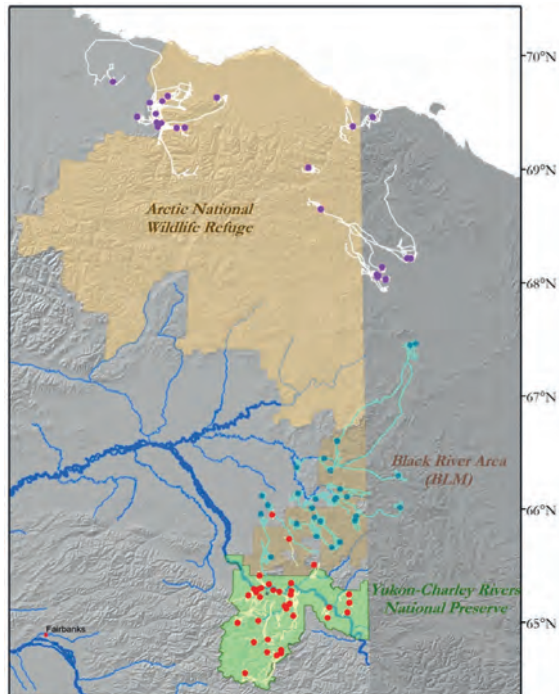 70°N
69°N
Arctic National
Wildlife Refuge
68°N
67°N
Black River Area
(BLM)
66°N
Yukon-Charley Rivers
National Preserve
65°N
Fairbanks